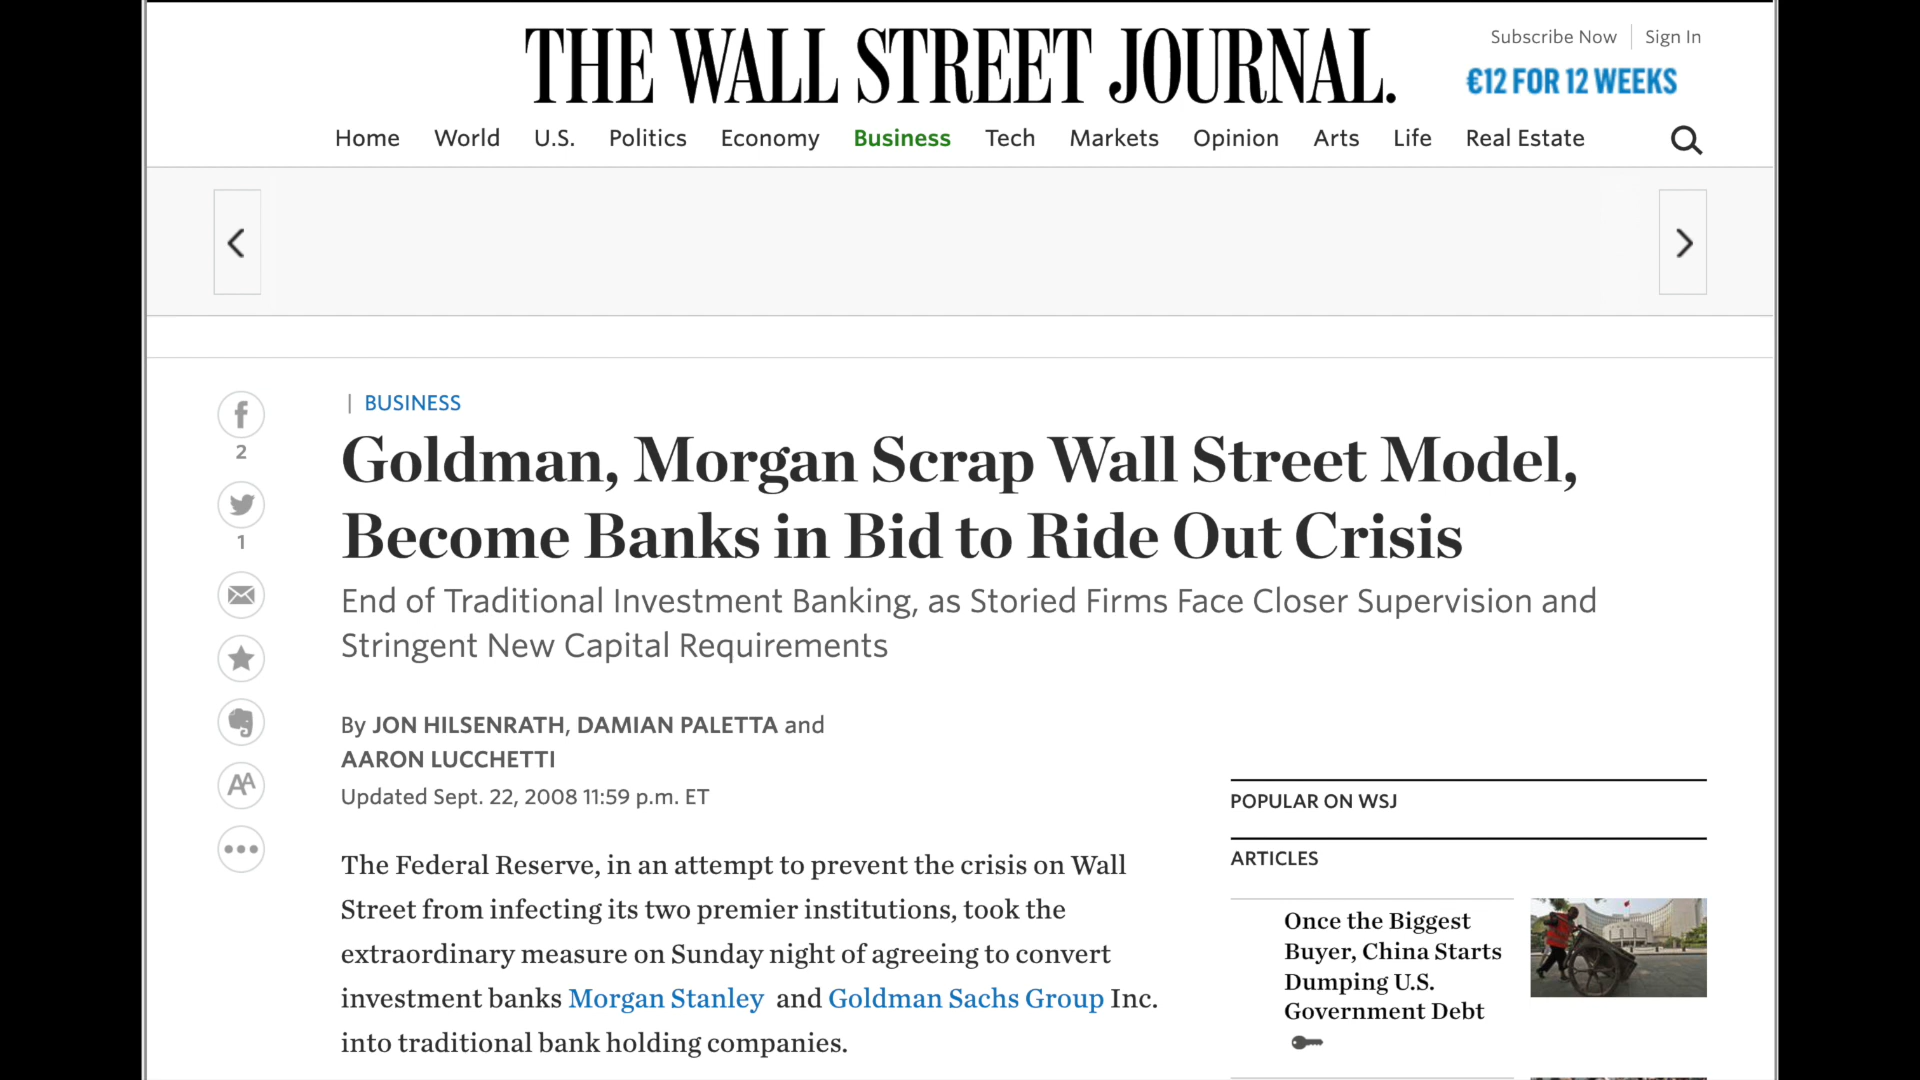 THE WALL STREET JOURNAL.
Subscribe Now
Sign In
€12 FOR 12 WEEKS
Home World U.S. Politics Economy Business Tech Markets Opinion Arts Life Real Estate
| BUSINESS
Goldman, Morgan Scrap Wall Street Model,
Become Banks in Bid to Ride Out Crisis
End of Traditional Investment Banking, as Storied Firms Face Closer Supervision and
Stringent New Capital Requirements
2
1
AA
By JON HILSENRATH, DAMIAN PALETTA and
AARON LUCCHETTI
Updated Sept. 22, 2008 11:59 p.m. ET
The Federal Reserve, in an attempt to prevent the crisis on Wall
Street from infecting its two premier institutions, took the
extraordinary measure on Sunday night of agreeing to convert
investment banks Morgan Stanley and Goldman Sachs Group Inc.
into traditional bank holding companies.
POPULAR ON WSJ
ARTICLES
Once the Biggest
Buyer, China Starts
Dumping U.S.
Government Debt